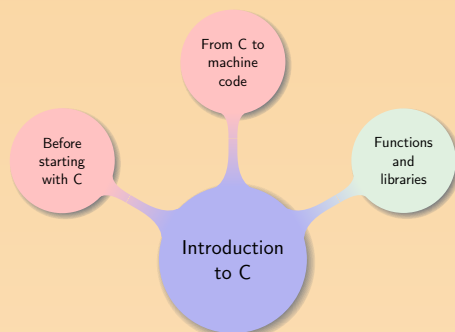 From C to
machine
code
Before
starting
with C
Functions
and
libraries
Introduction
to C